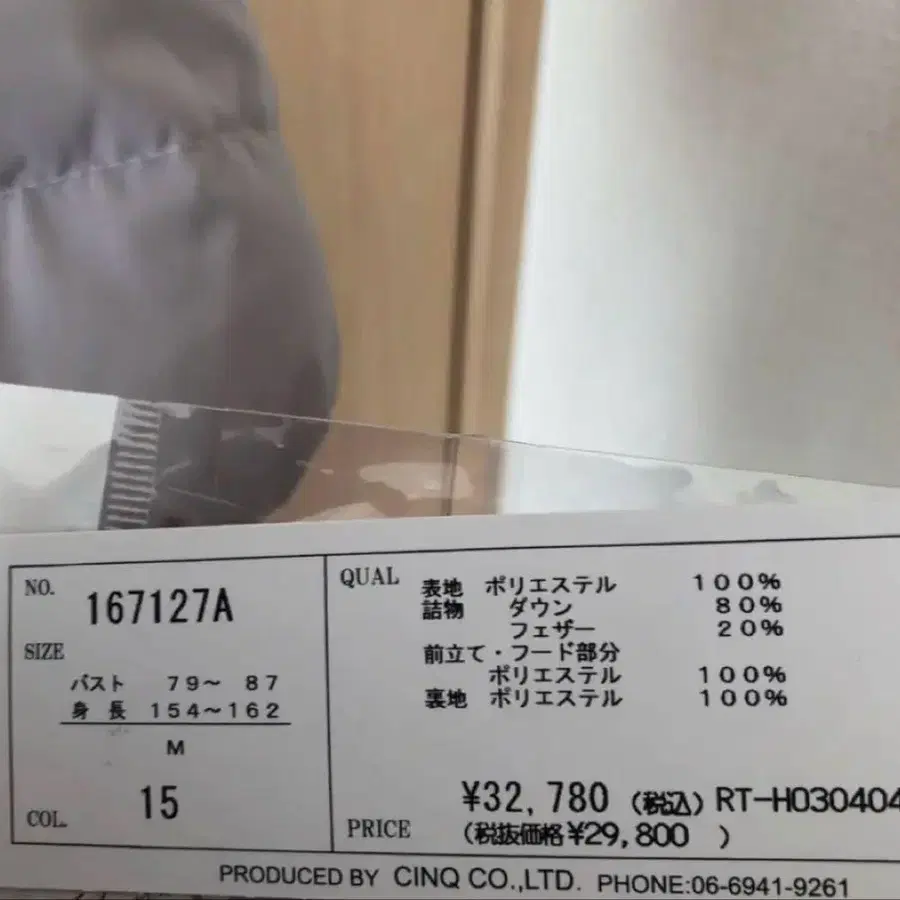 NO.
167127A
SIZE
バスト 79～ 87
身 長 154～162
M
COL. 15
QUAL
表地 ポリエステル 100%
詰物 ダウン 80%
フェザー 20%
前立て・フード部分
ポリエステル 100%
裏地 ポリエステル 100%
PRICE
¥32,780 (税込) RT-H030404
(税抜価格¥29,800 )
PRODUCED BY CINQ CO.,LTD. PHONE:06-6941-9261